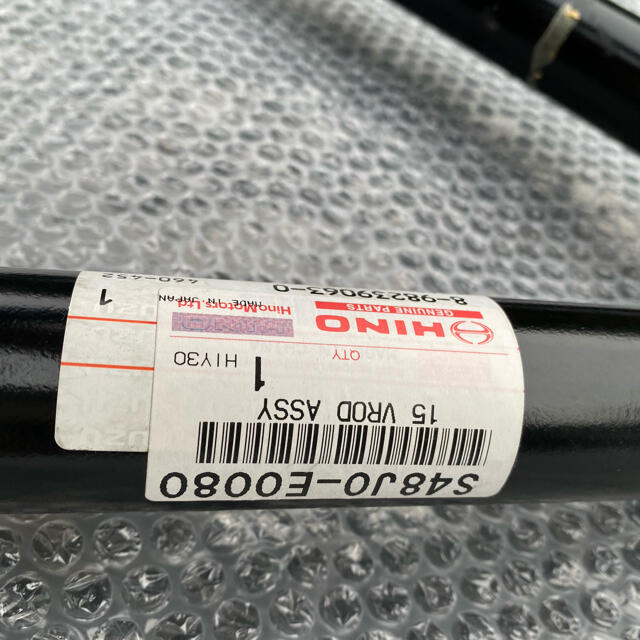 S48J0-E0080
15 VROD ASSY
1
HIY30
QTY
HINO
GENUINE PARTS
Hino Motors, Ltd.
MADE IN JAPAN
8-98239063-0
1